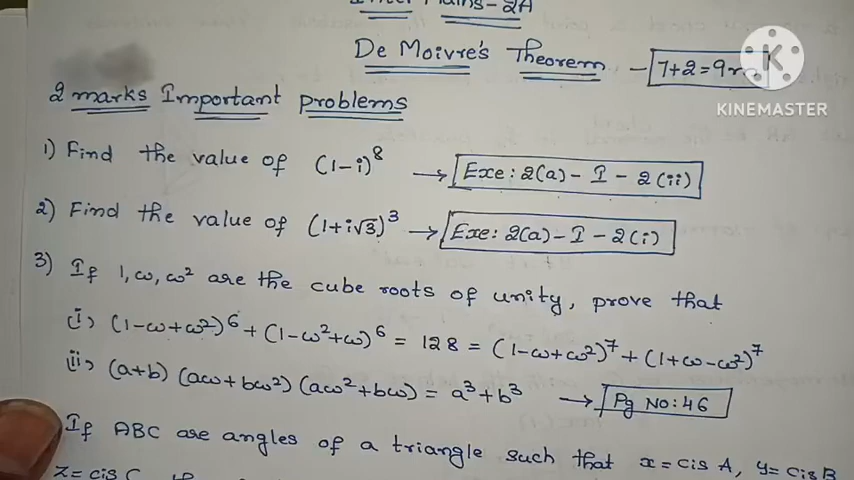 Inter Maths-2A
De Moivre's Theorem - 7+2=9
KINEMASTER
2 marks Important problems
1) Find the value of (1-i)⁸ → Exe: 2(a) - I - 2(ii)
2) Find the value of (1+i√3)³ → Exe: 2(a) - I - 2(i)
3) If 1, ω, ω² are the cube roots of unity, prove that
(i) (1-ω+ω²)⁶ + (1-ω²+ω)⁶ = 128 = (1-ω+ω²)⁷ + (1+ω-ω²)⁷
(ii) (a+b) (aω+bω²) (aω²+bω) = a³+b³ → Pg No: 46
If ABC are angles of a triangle such that x = cis A, y = cis B
z = cis C